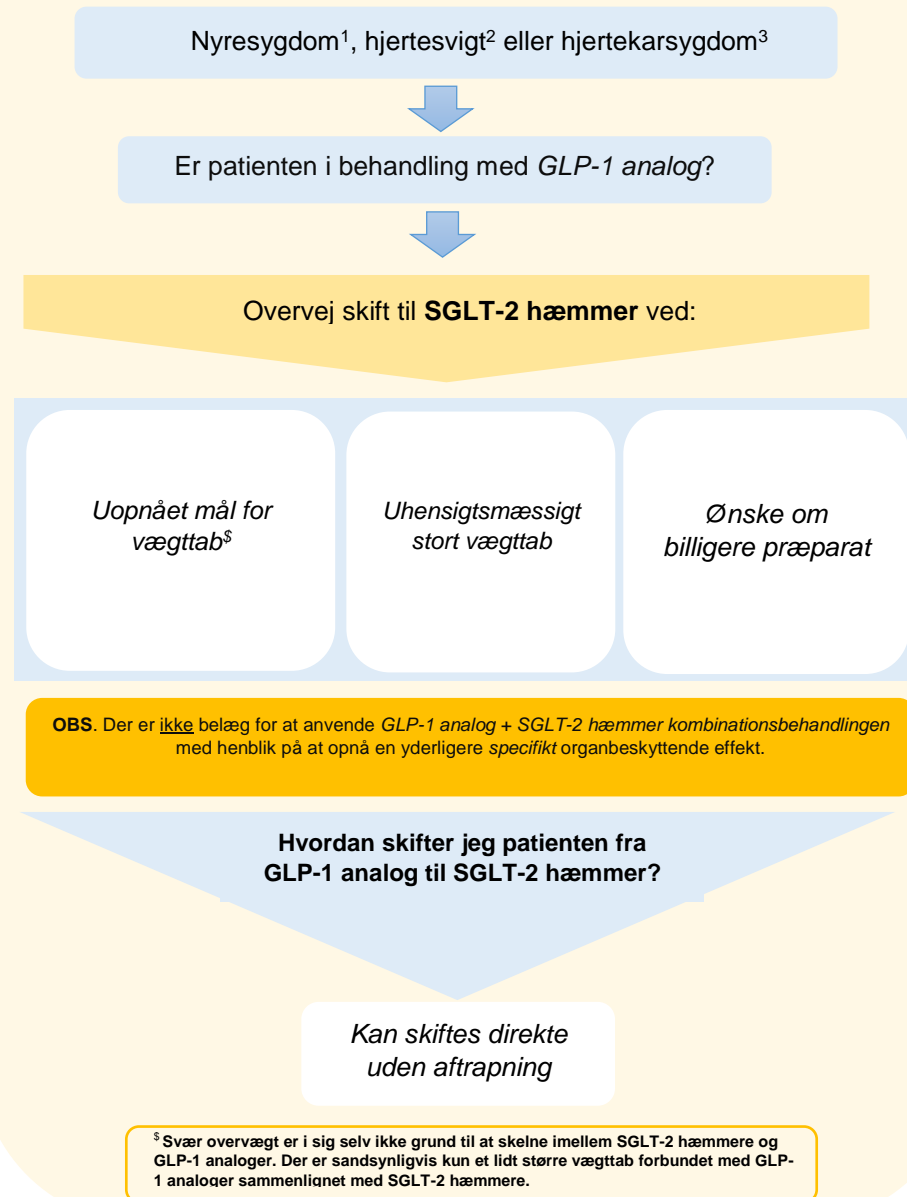 Nyresygdom¹, hjertesvigt² eller hjertekarsygdom³
Er patienten i behandling med GLP-1 analog?
Overvej skift til SGLT-2 hæmmer ved:
Uopnået mål for
vægttab$
Uhensigtsmæssigt
stort vægttab
Ønske om
billigere præparat
OBS. Der er ikke belæg for at anvende GLP-1 analog + SGLT-2 hæmmer kombinationsbehandlingen
med henblik på at opnå en yderligere specifikt organbeskyttende effekt.
Hvordan skifter jeg patienten fra
GLP-1 analog til SGLT-2 hæmmer?
Kan skiftes direkte
uden aftrapning
$ Svær overvægt er i sig selv ikke grund til at skelne imellem SGLT-2 hæmmere og
GLP-1 analoger. Der er sandsynligvis kun et lidt større vægttab forbundet med GLP-
1 analoger sammenlignet med SGLT-2 hæmmere.